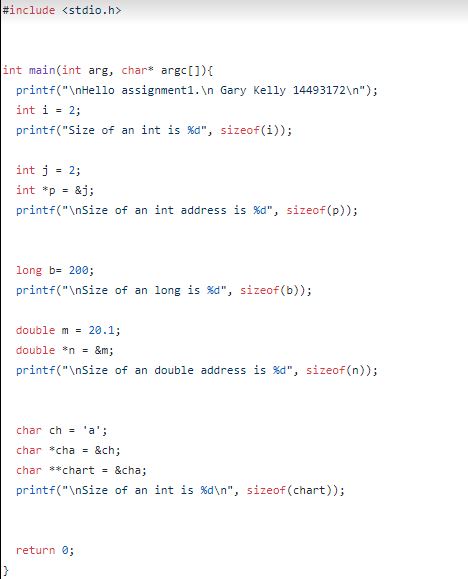 #include <stdio.h>
int main(int arg, char* argc[]){
printf("\nHello assignment1.\n Gary Kelly 14493172\n");
int i = 2;
printf("Size of an int is %d", sizeof(i));
int j = 2;
int *p = &j;
printf("\nSize of an int address is %d", sizeof(p));
long b= 200;
printf("\nSize of an long is %d", sizeof(b));
double m = 20.1;
double *n = &m;
printf("\nSize of an double address is %d", sizeof(n));
char ch = 'a';
char *cha = &ch;
char **chart = &cha;
printf("\nSize of an int is %d\n", sizeof(chart));
return 0;
}